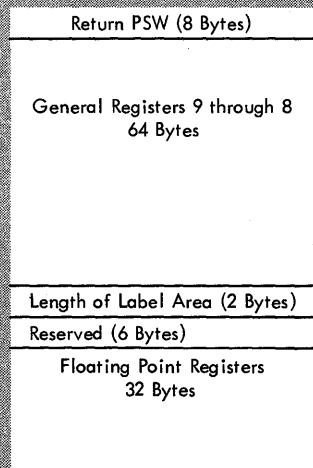 Return PSW (8 Bytes)
General Registers 9 through 8
64 Bytes
Length of Label Area (2 Bytes)
Reserved (6 Bytes)
Floating Point Registers
32 Bytes